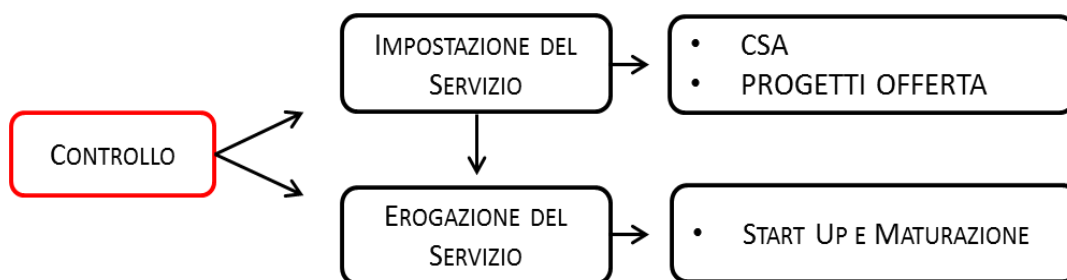 IMPOSTAZIONE DEL
SERVIZIO
• CSA
• PROGETTI OFFERTA
CONTROLLO
EROGAZIONE DEL
SERVIZIO
• START UP E MATURAZIONE